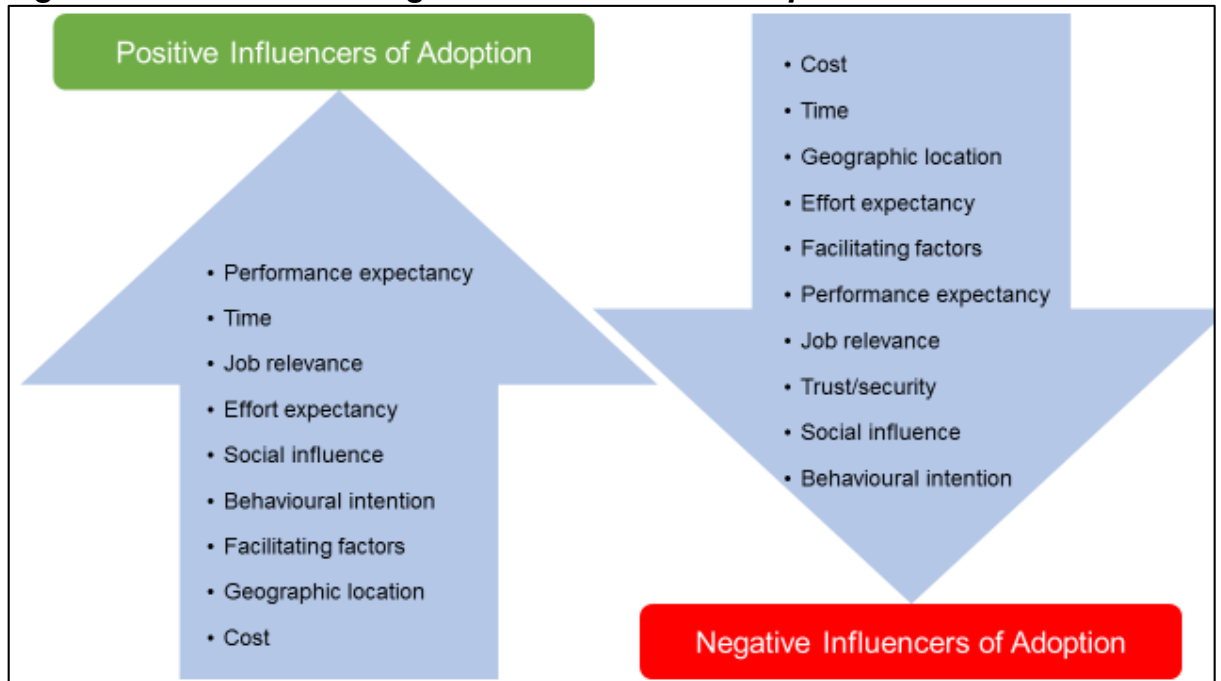 Positive Influencers of Adoption
• Performance expectancy
• Time
• Job relevance
• Effort expectancy
• Social influence
• Behavioural intention
• Facilitating factors
• Geographic location
• Cost
• Cost
• Time
• Geographic location
• Effort expectancy
• Facilitating factors
• Performance expectancy
• Job relevance
• Trust/security
• Social influence
• Behavioural intention
Negative Influencers of Adoption